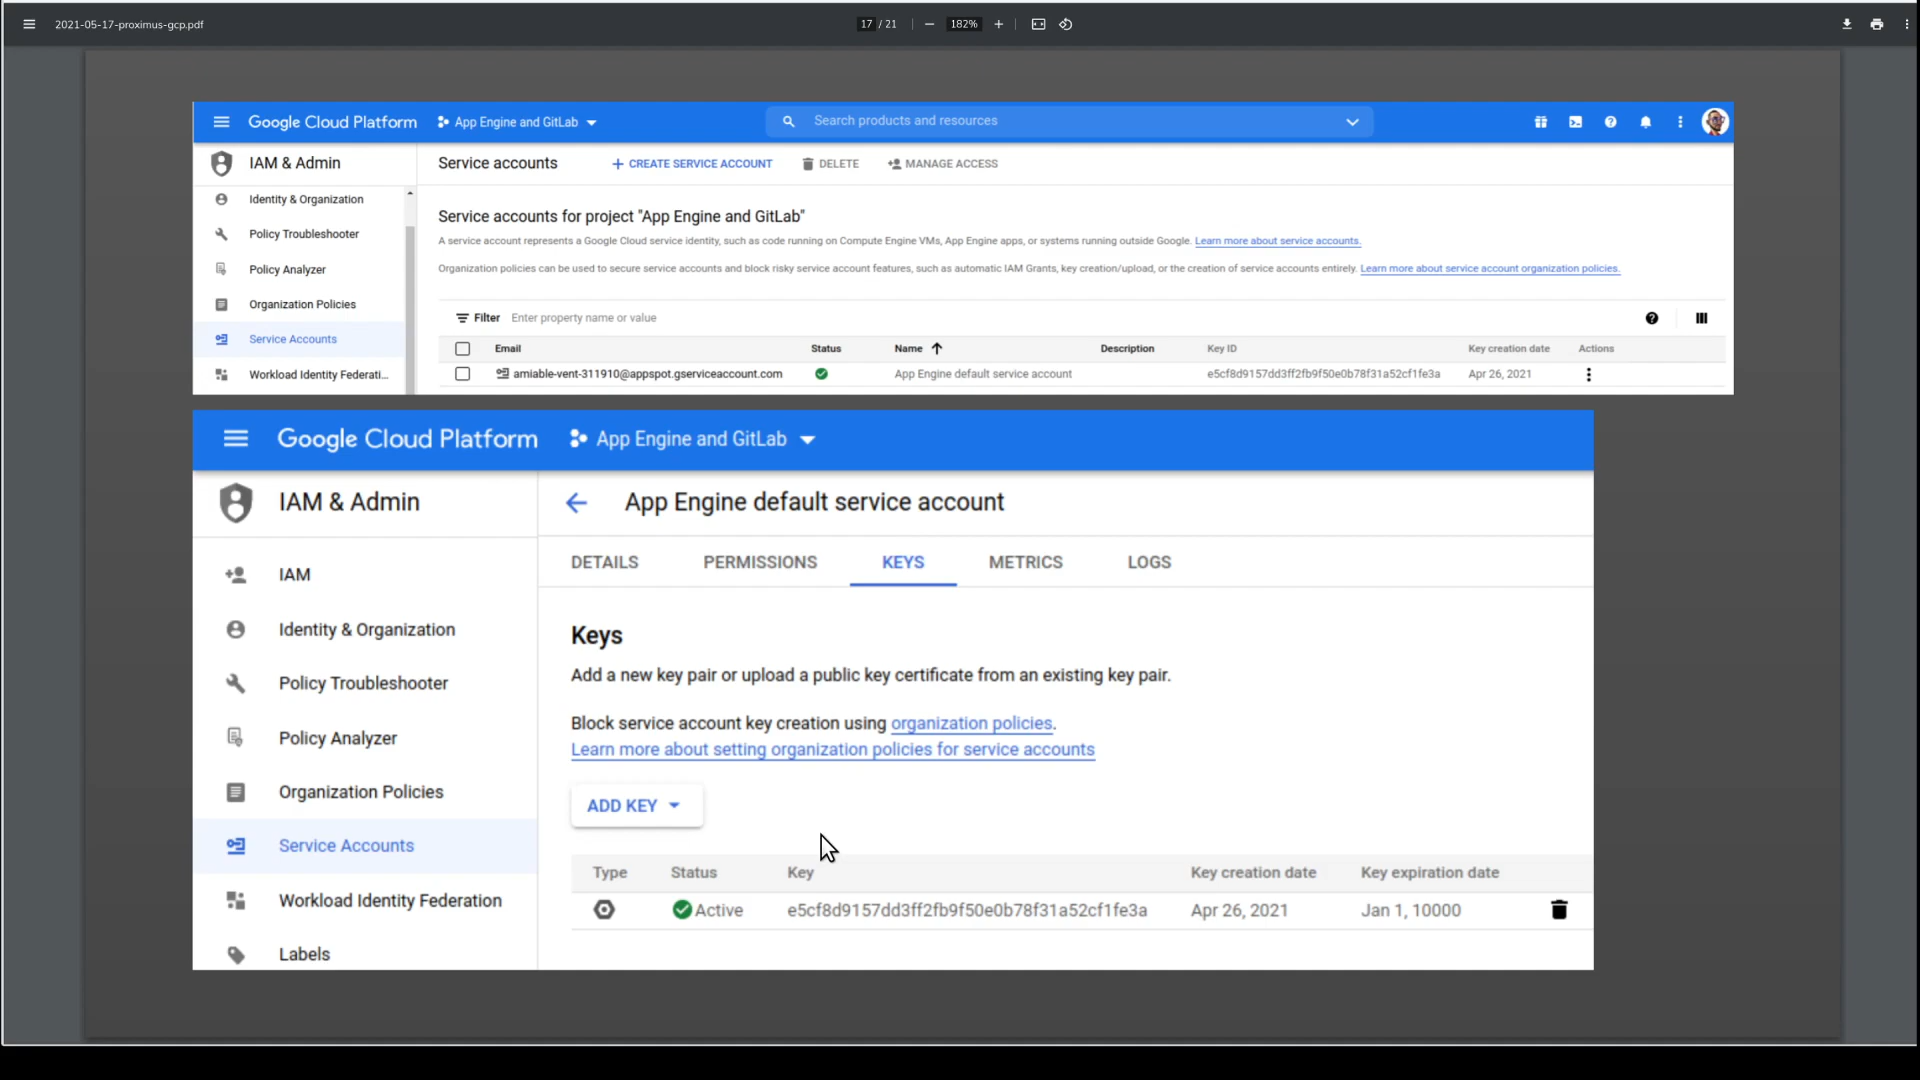 2021-05-17-proximus-gcp.pdf
17 / 21
182%
Google Cloud Platform
App Engine and GitLab
Search products and resources
IAM & Admin
Service accounts
CREATE SERVICE ACCOUNT
DELETE
MANAGE ACCESS
Identity & Organization
Policy Troubleshooter
Policy Analyzer
Organization Policies
Service Accounts
Workload Identity Federati...
Service accounts for project "App Engine and GitLab"
A service account represents a Google Cloud service identity, such as code running on Compute Engine VMs, App Engine apps, or systems running outside Google. Learn more about service accounts.
Organization policies can be used to secure service accounts and block risky service account features, such as automatic IAM Grants, key creation/upload, or the creation of service accounts entirely. Learn more about service account organization policies.
Filter Enter property name or value
Email Status Name Description Key ID Key creation date Actions
amiable-vent-311910@appspot.gserviceaccount.com App Engine default service account e5cf8d9157dd3ff2fb9f50e0b78f31a52cf1fe3a Apr 26, 2021
Google Cloud Platform
App Engine and GitLab
IAM & Admin
App Engine default service account
IAM
Identity & Organization
Policy Troubleshooter
Policy Analyzer
Organization Policies
Service Accounts
Workload Identity Federation
Labels
DETAILS PERMISSIONS KEYS METRICS LOGS
Keys
Add a new key pair or upload a public key certificate from an existing key pair.
Block service account key creation using organization policies.
Learn more about setting organization policies for service accounts
ADD KEY
Type Status Key Key creation date Key expiration date
Active e5cf8d9157dd3ff2fb9f50e0b78f31a52cf1fe3a Apr 26, 2021 Jan 1, 10000